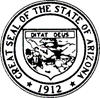 GREAT SEAL OF THE STATE OF ARIZONA
DITAT DEUS
1912